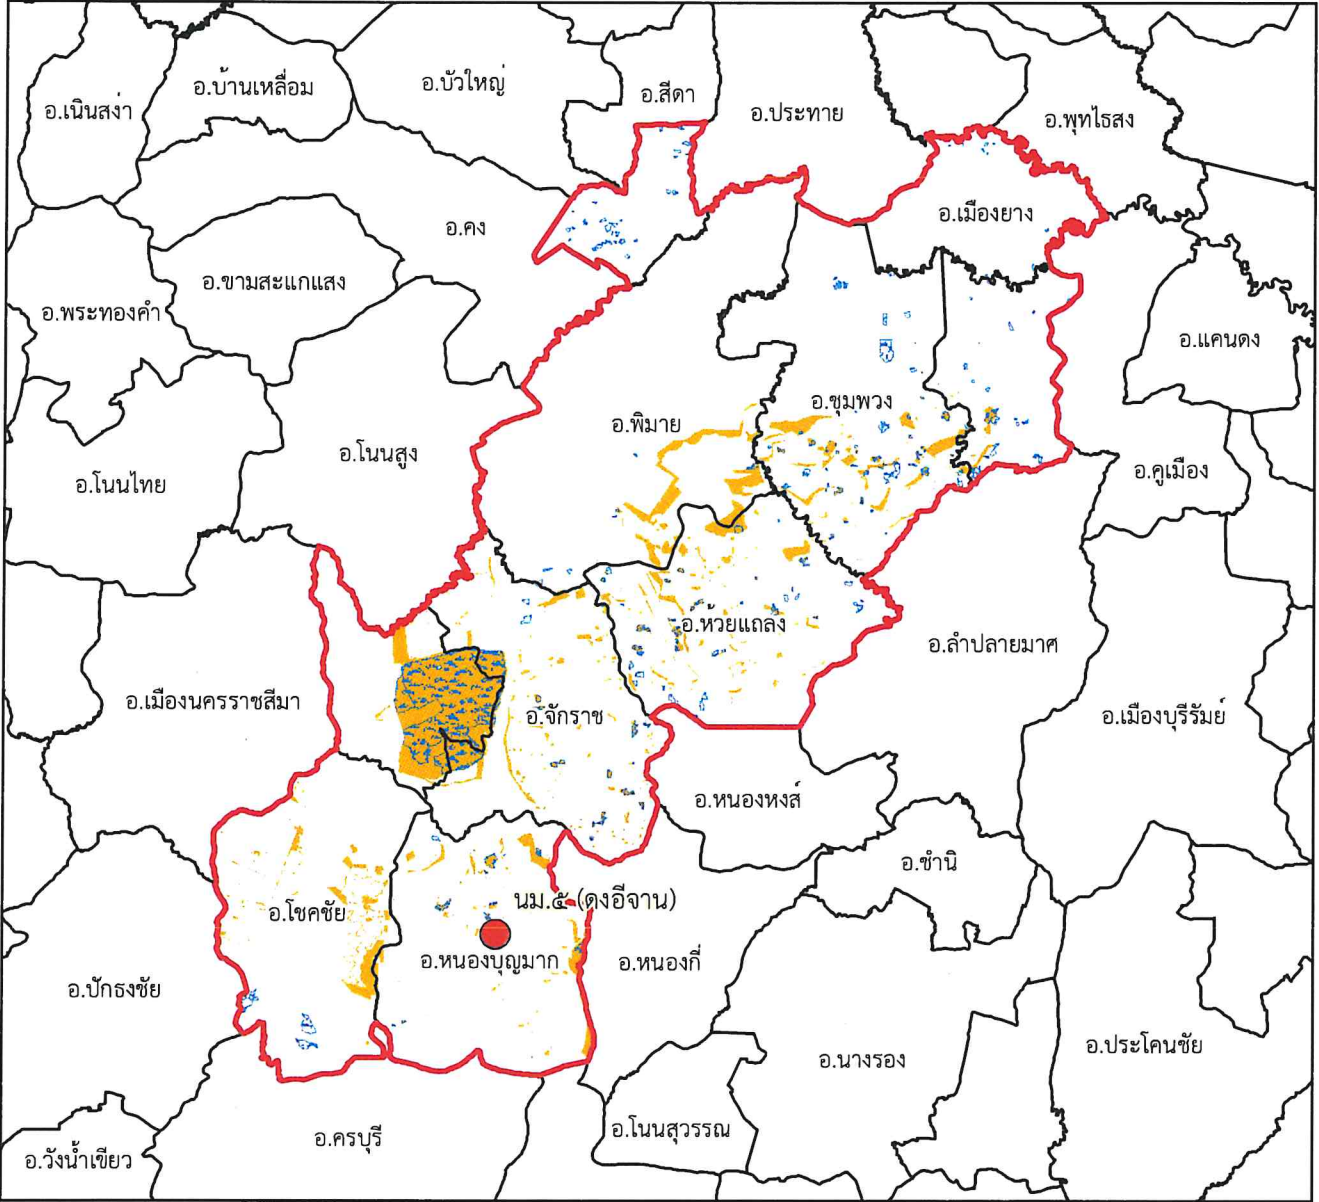 อ.บ้านเหลื่อม
อ.บัวใหญ่
อ.สีดา
อ.เนินสง่า
อ.ประทาย
อ.พุทไธสง
อ.เมืองยาง
อ.คง
อ.ขามสะแกแสง
อ.พระทองคำ
อ.แคนดง
อ.ชุมพวง
อ.พิมาย
อ.โนนสูง
อ.คูเมือง
อ.โนนไทย
อ.ห้วยแถลง
อ.ลำปลายมาศ
อ.เมืองนครราชสีมา
อ.จักราช
อ.เมืองบุรีรัมย์
อ.หนองหงส์
อ.ชำนิ
นม.๕ (ดงอีจาน)
อ.โชคชัย
อ.หนองบุญมาก
อ.หนองกี่
อ.ปักธงชัย
อ.ประโคนชัย
อ.นางรอง
อ.โนนสุวรรณ
อ.ครบุรี
อ.วังน้ำเขียว